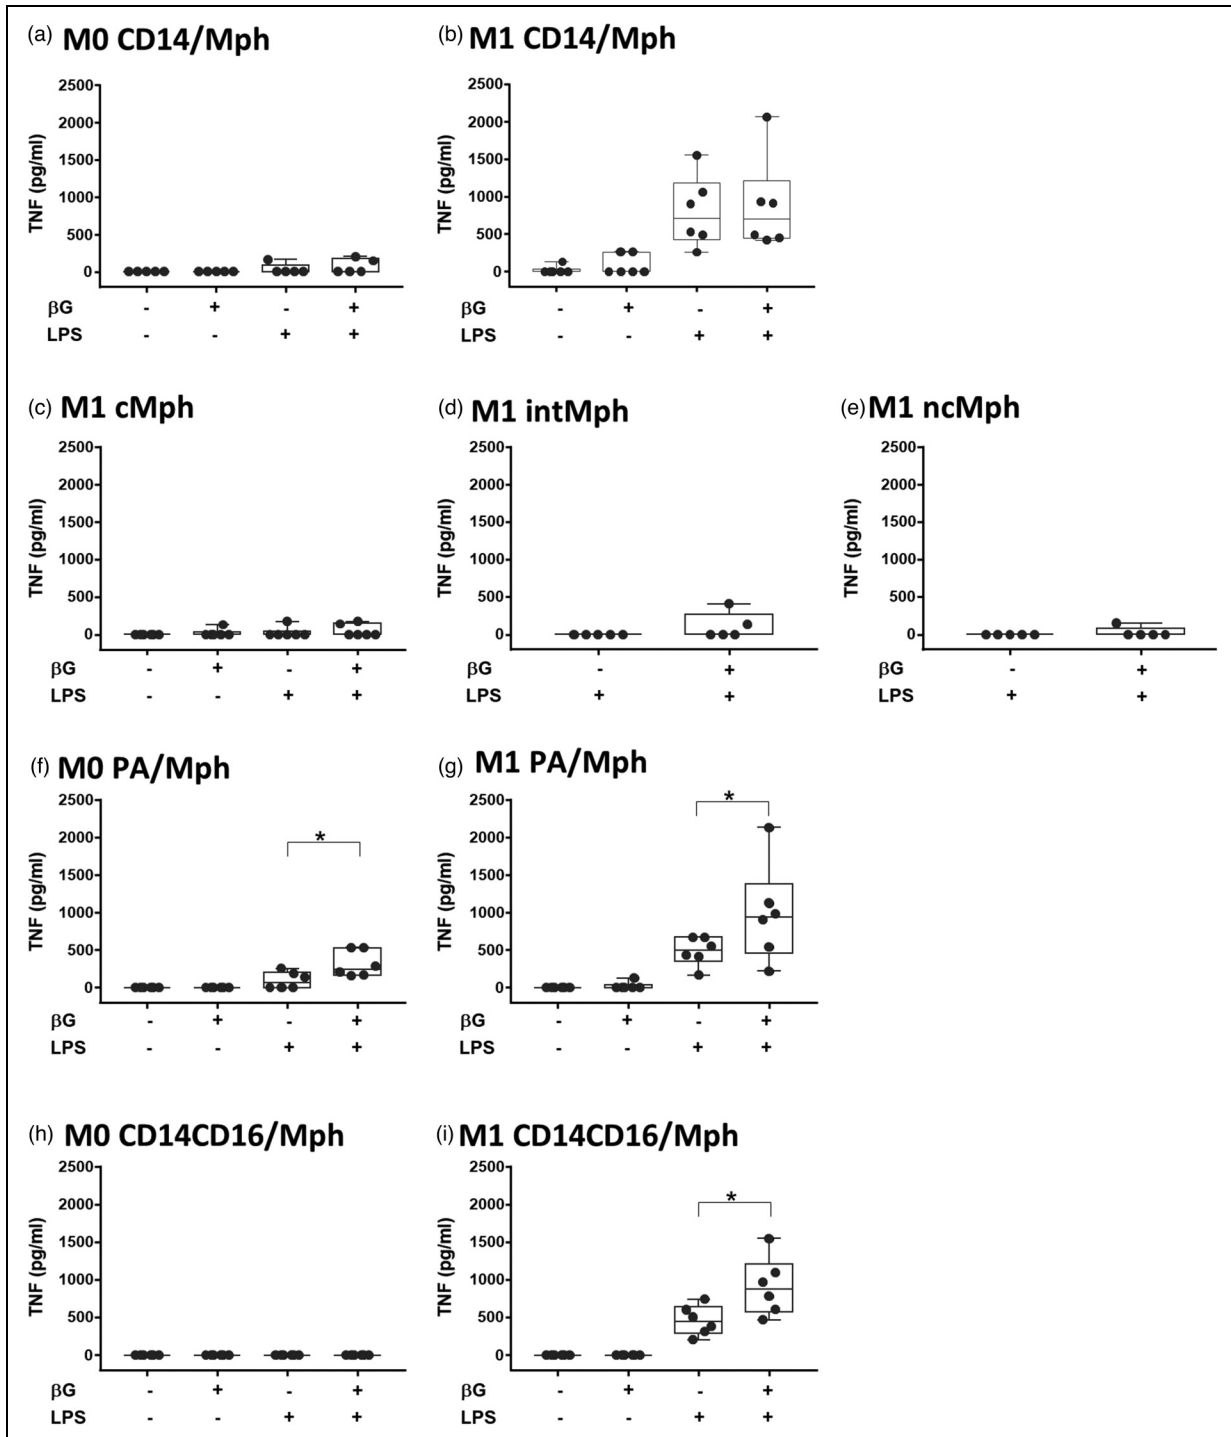 (a) M0 CD14/Mph
2500
2000
1500
1000
500
0
TNF (pg/ml)
βG - + - +
LPS - - + +
(b) M1 CD14/Mph
2500
2000
1500
1000
500
0
TNF (pg/ml)
βG - + - +
LPS - - + +
(c) M1 cMph
2500
2000
1500
1000
500
0
TNF (pg/ml)
βG - + - +
LPS - - + +
(d) M1 intMph
2500
2000
1500
1000
500
0
TNF (pg/ml)
βG - +
LPS + +
(e) M1 ncMph
2500
2000
1500
1000
500
0
TNF (pg/ml)
βG - +
LPS + +
(f) M0 PA/Mph
2500
2000
1500
1000
500
0
TNF (pg/ml)
*
βG - + - +
LPS - - + +
(g) M1 PA/Mph
2500
2000
1500
1000
500
0
TNF (pg/ml)
*
βG - + - +
LPS - - + +
(h) M0 CD14CD16/Mph
2500
2000
1500
1000
500
0
TNF (pg/ml)
βG - + - +
LPS - - + +
(i) M1 CD14CD16/Mph
2500
2000
1500
1000
500
0
TNF (pg/ml)
*
βG - + - +
LPS - - + +